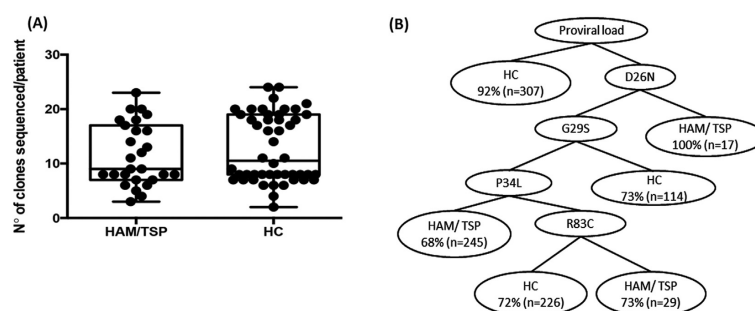 (A)
N° of clones sequenced/patient
30
20
10
0
HAM/TSP
HC
(B)
Proviral load
HC
92% (n=307)
D26N
G29S
HAM/ TSP
100% (n=17)
P34L
HC
73% (n=114)
HAM/ TSP
68% (n=245)
R83C
HC
72% (n=226)
HAM/ TSP
73% (n=29)